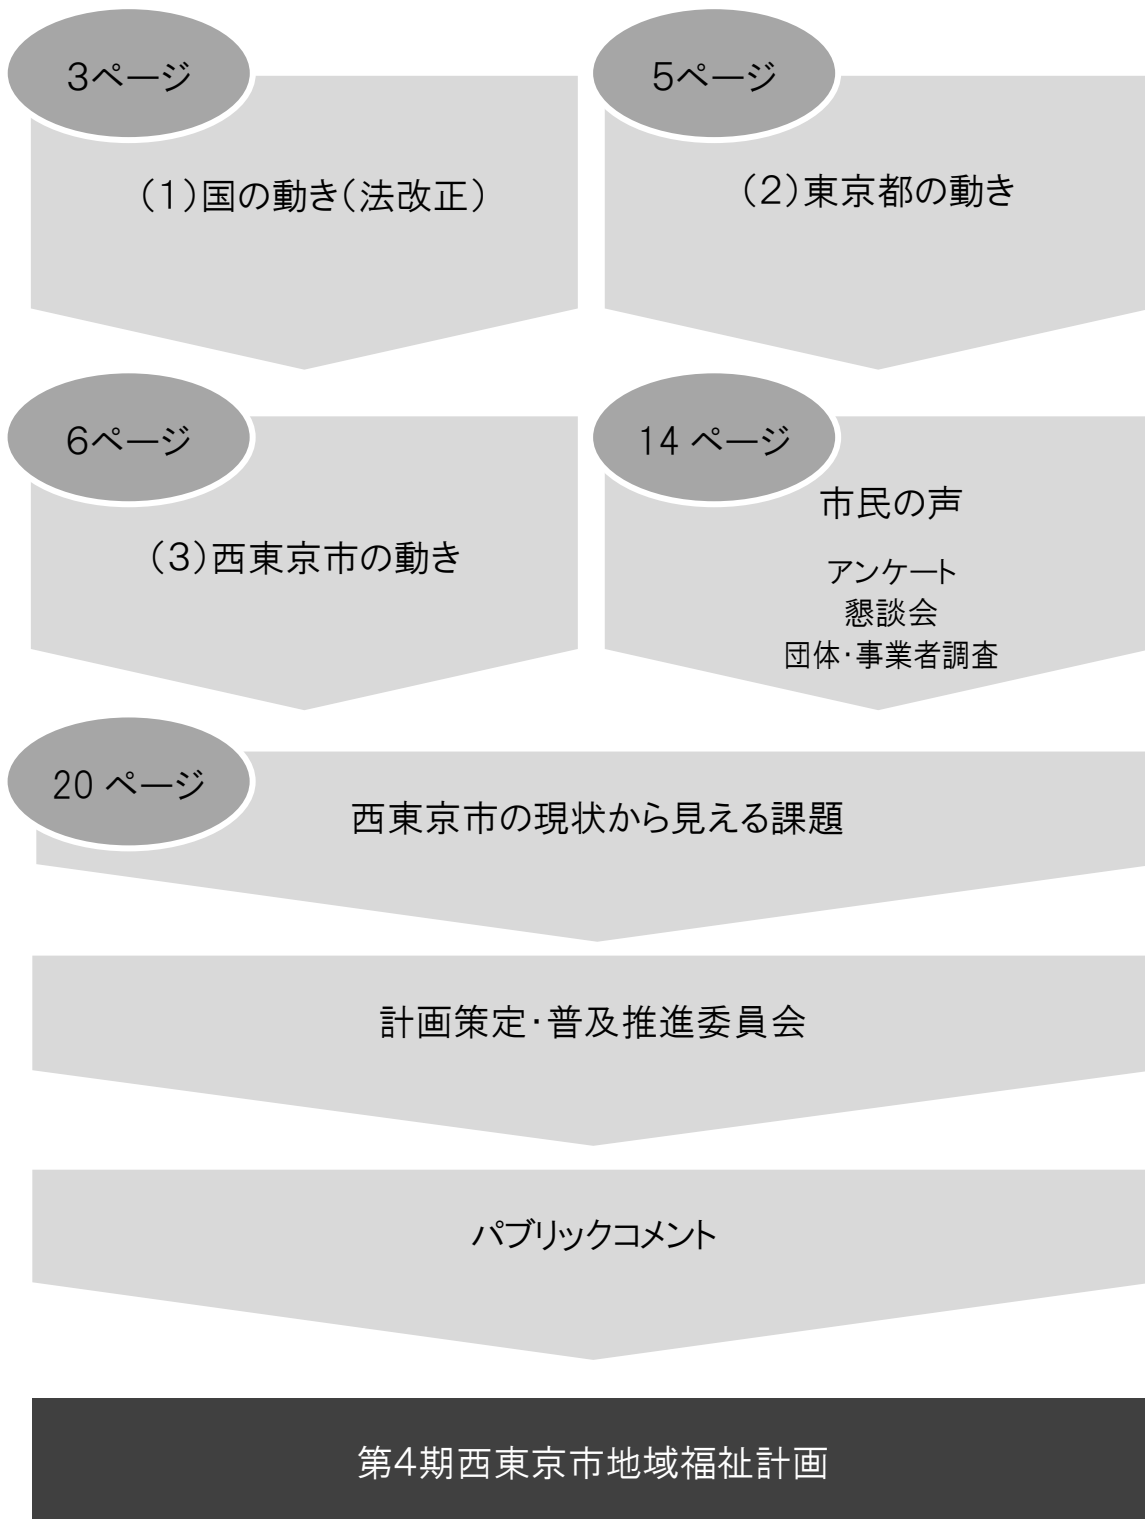 3ページ
(1)国の動き(法改正)
5ページ
(2)東京都の動き
6ページ
(3)西東京市の動き
14 ページ
市民の声
アンケート
懇談会
団体・事業者調査
20 ページ
西東京市の現状から見える課題
計画策定・普及推進委員会
パブリックコメント
第4期西東京市地域福祉計画